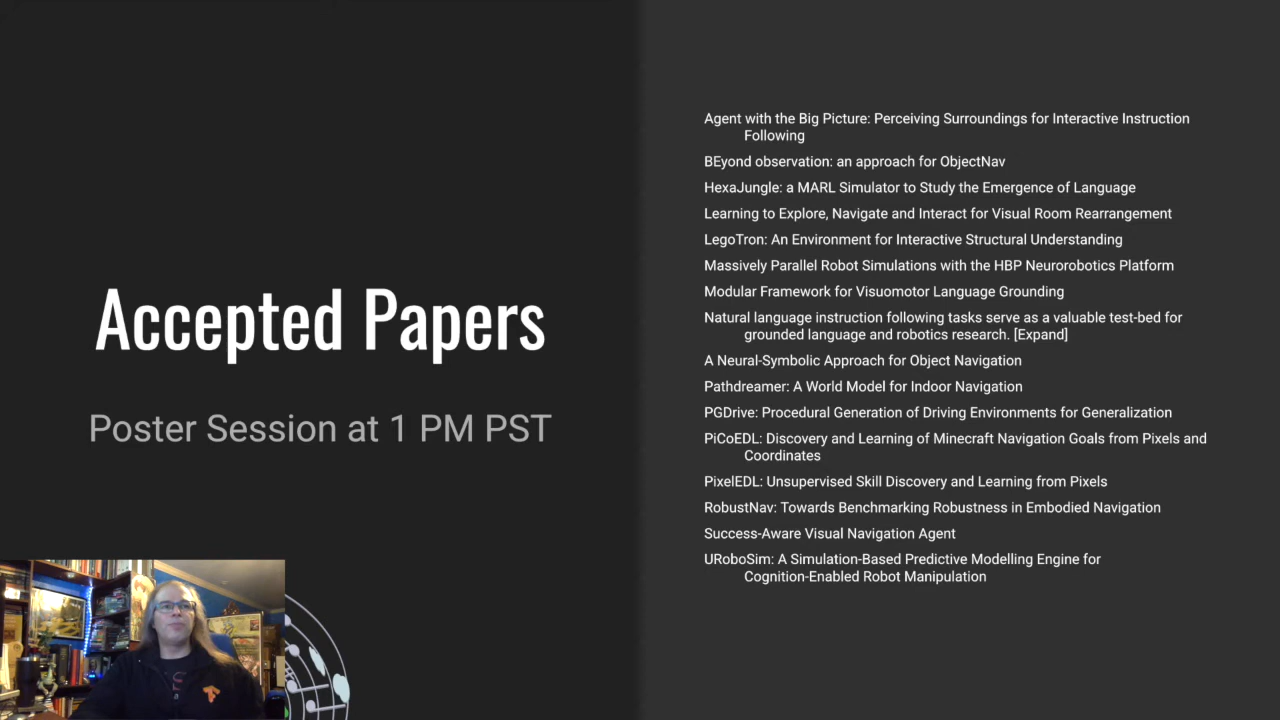 Accepted Papers
Poster Session at 1 PM PST
Agent with the Big Picture: Perceiving Surroundings for Interactive Instruction
Following
BEyond observation: an approach for ObjectNav
HexaJungle: a MARL Simulator to Study the Emergence of Language
Learning to Explore, Navigate and Interact for Visual Room Rearrangement
LegoTron: An Environment for Interactive Structural Understanding
Massively Parallel Robot Simulations with the HBP Neurorobotics Platform
Modular Framework for Visuomotor Language Grounding
Natural language instruction following tasks serve as a valuable test-bed for
grounded language and robotics research. [Expand]
A Neural-Symbolic Approach for Object Navigation
Pathdreamer: A World Model for Indoor Navigation
PGDrive: Procedural Generation of Driving Environments for Generalization
PiCoEDL: Discovery and Learning of Minecraft Navigation Goals from Pixels and
Coordinates
PixelEDL: Unsupervised Skill Discovery and Learning from Pixels
RobustNav: Towards Benchmarking Robustness in Embodied Navigation
Success-Aware Visual Navigation Agent
URoboSim: A Simulation-Based Predictive Modelling Engine for
Cognition-Enabled Robot Manipulation